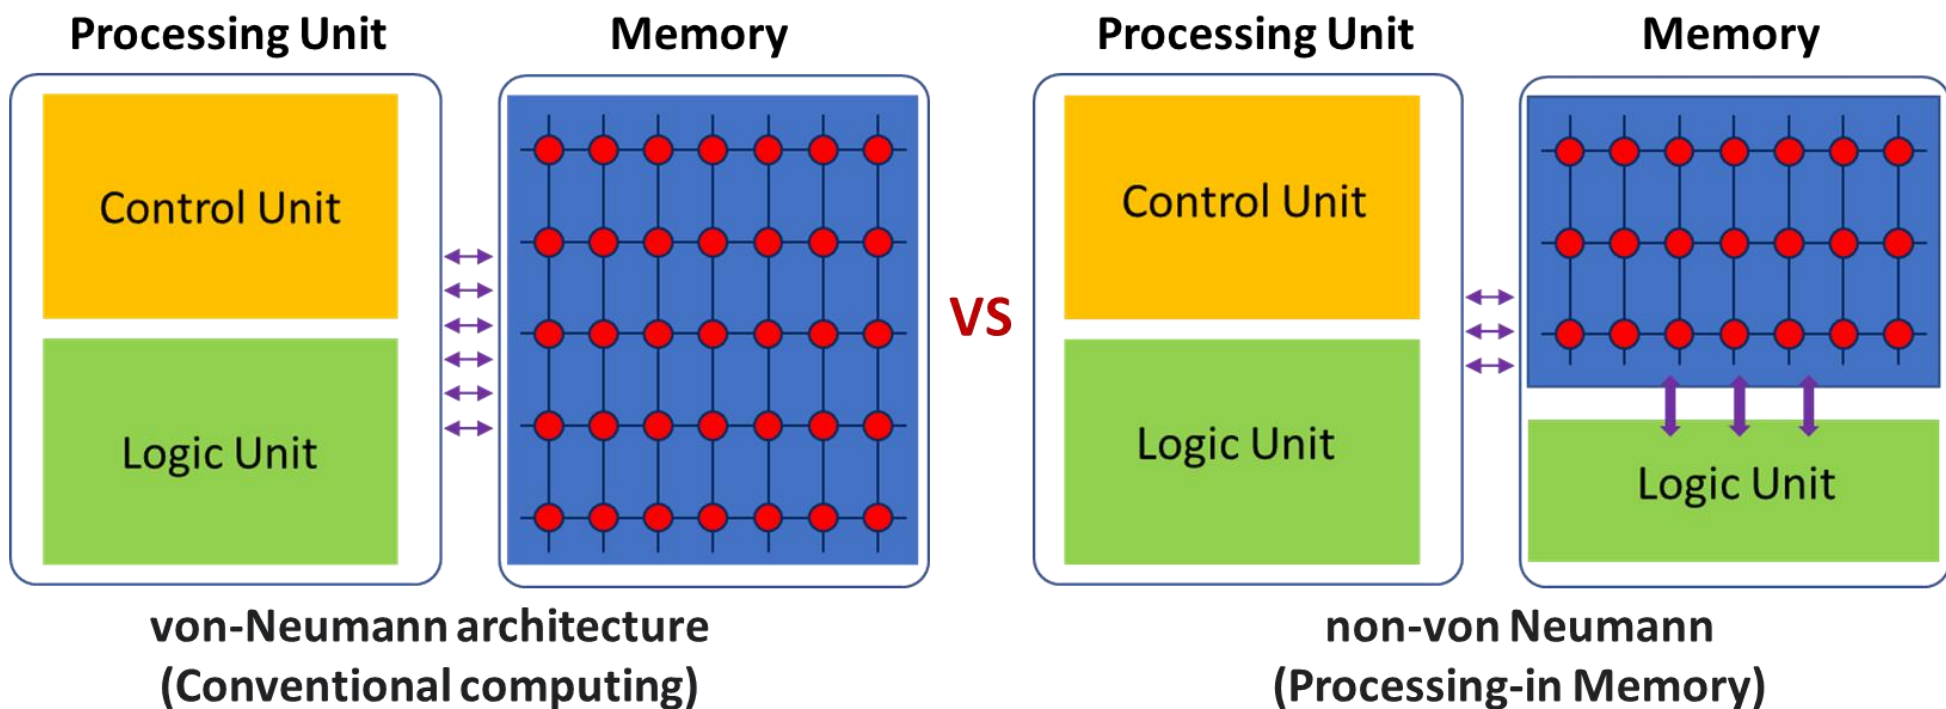 Processing Unit
Memory
Processing Unit
Memory
Control Unit
Logic Unit
VS
Control Unit
Logic Unit
Logic Unit
von-Neumann architecture
(Conventional computing)
non-von Neumann
(Processing-in Memory)